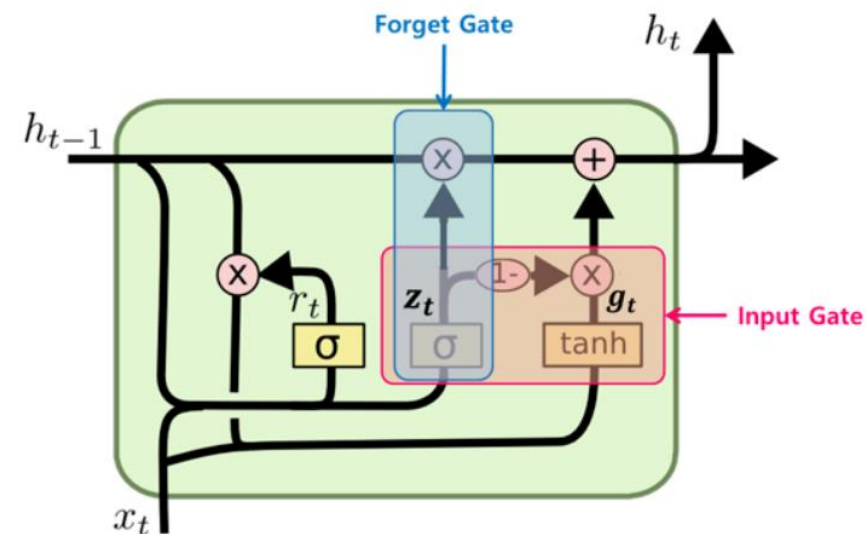 Forget Gate
h_t
h_{t-1}
x
+
x
r_t
z_t
1-
x
g_t
σ
σ
tanh
Input Gate
x_t